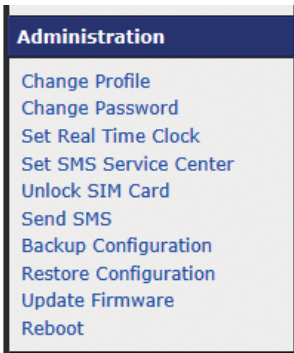 Administration
Change Profile
Change Password
Set Real Time Clock
Set SMS Service Center
Unlock SIM Card
Send SMS
Backup Configuration
Restore Configuration
Update Firmware
Reboot